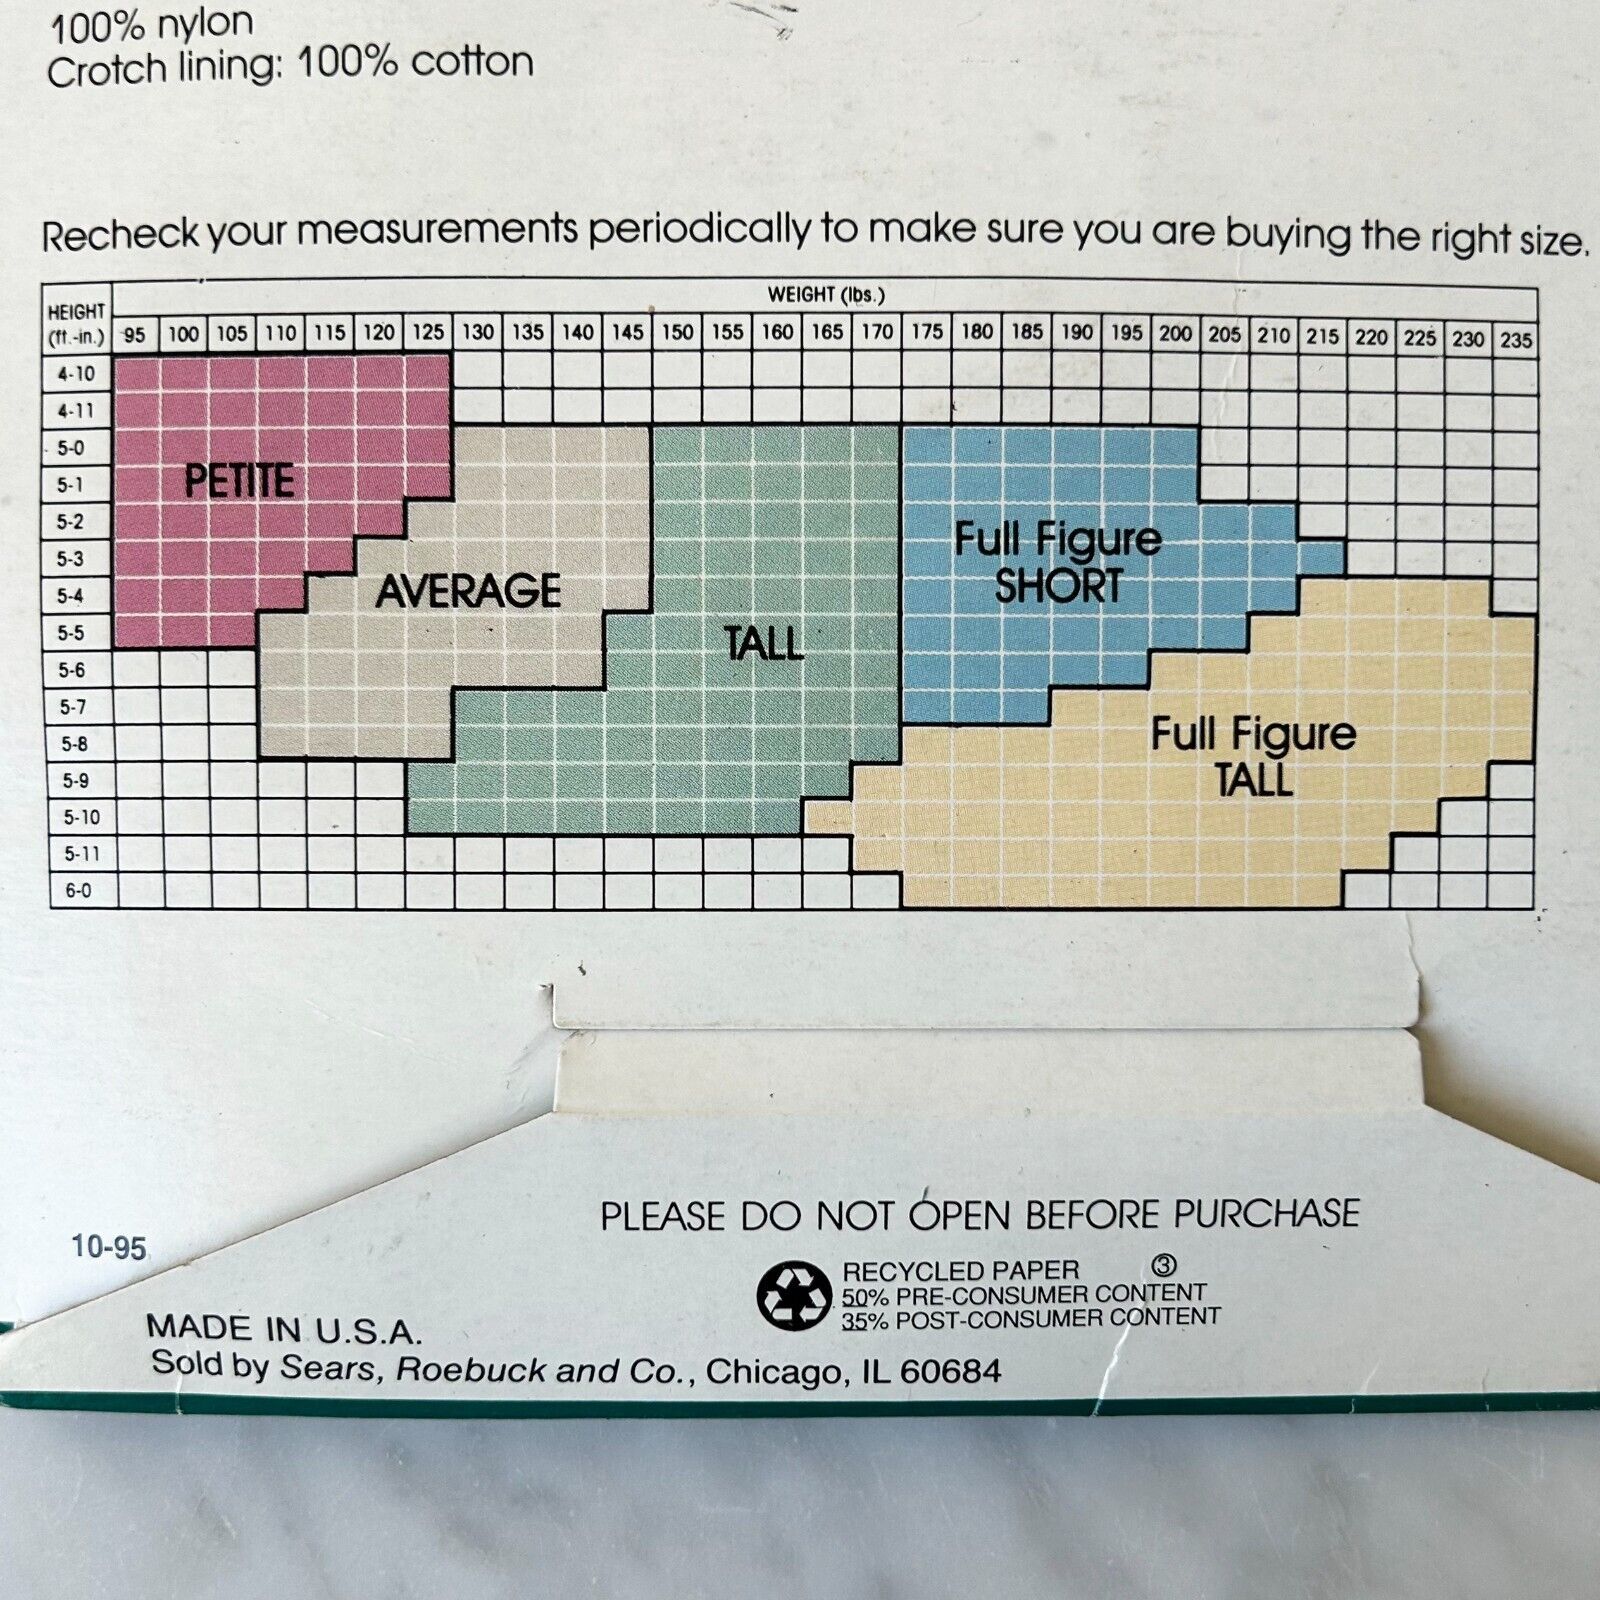 100% nylon
Crotch lining: 100% cotton
Recheck your measurements periodically to make sure you are buying the right size.
WEIGHT (lbs.)
HEIGHT
(ft.-in.) 95 100 105 110 115 120 125 130 135 140 145 150 155 160 165 170 175 180 185 190 195 200 205 210 215 220 225 230 235
4-10
4-11
5-0
5-1
PETITE
5-2
Full Figure
5-3
SHORT
5-4
AVERAGE
5-5
TALL
5-6
5-7
Full Figure
5-8
TALL
5-9
5-10
5-11
6-0
PLEASE DO NOT OPEN BEFORE PURCHASE
10-95
RECYCLED PAPER 3
50% PRE-CONSUMER CONTENT
35% POST-CONSUMER CONTENT
MADE IN U.S.A.
Sold by Sears, Roebuck and Co., Chicago, IL 60684